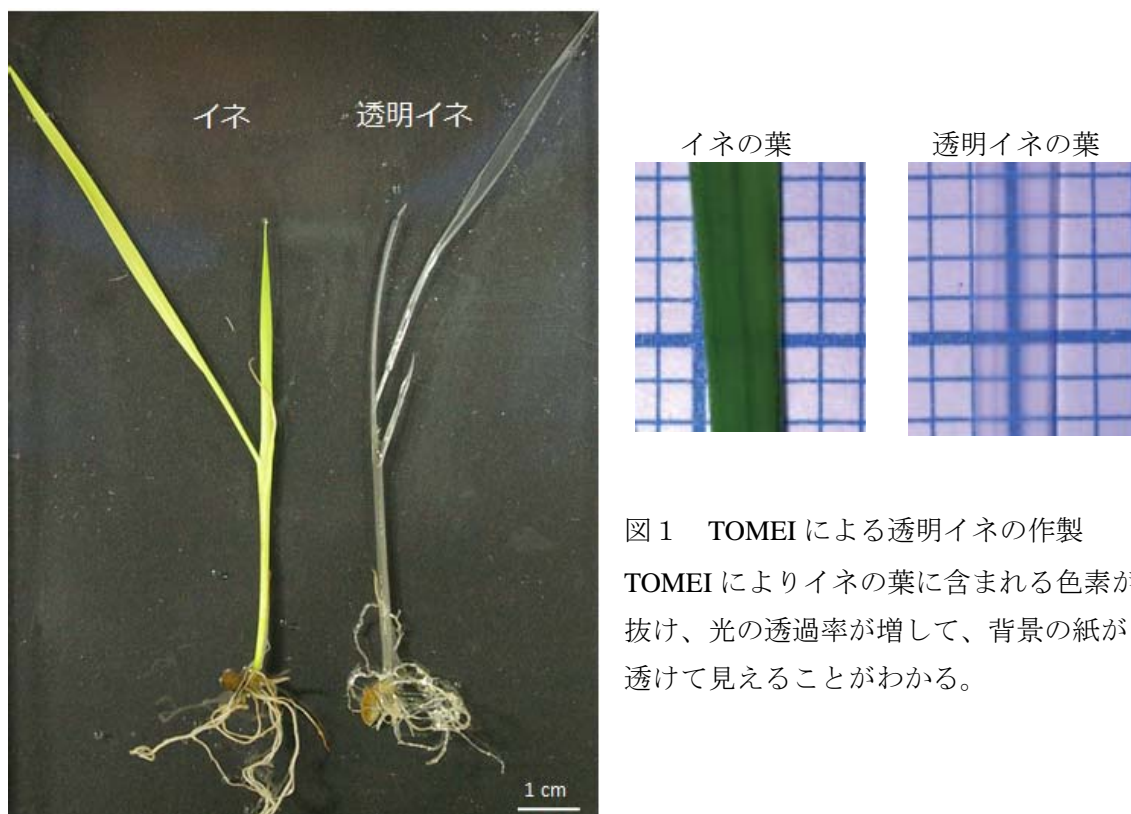 イネ
透明イネ
1 cm
イネの葉
透明イネの葉
図１　TOMEI による透明イネの作製
TOMEI によりイネの葉に含まれる色素が
抜け、光の透過率が増して、背景の紙が
透けて見えることがわかる。